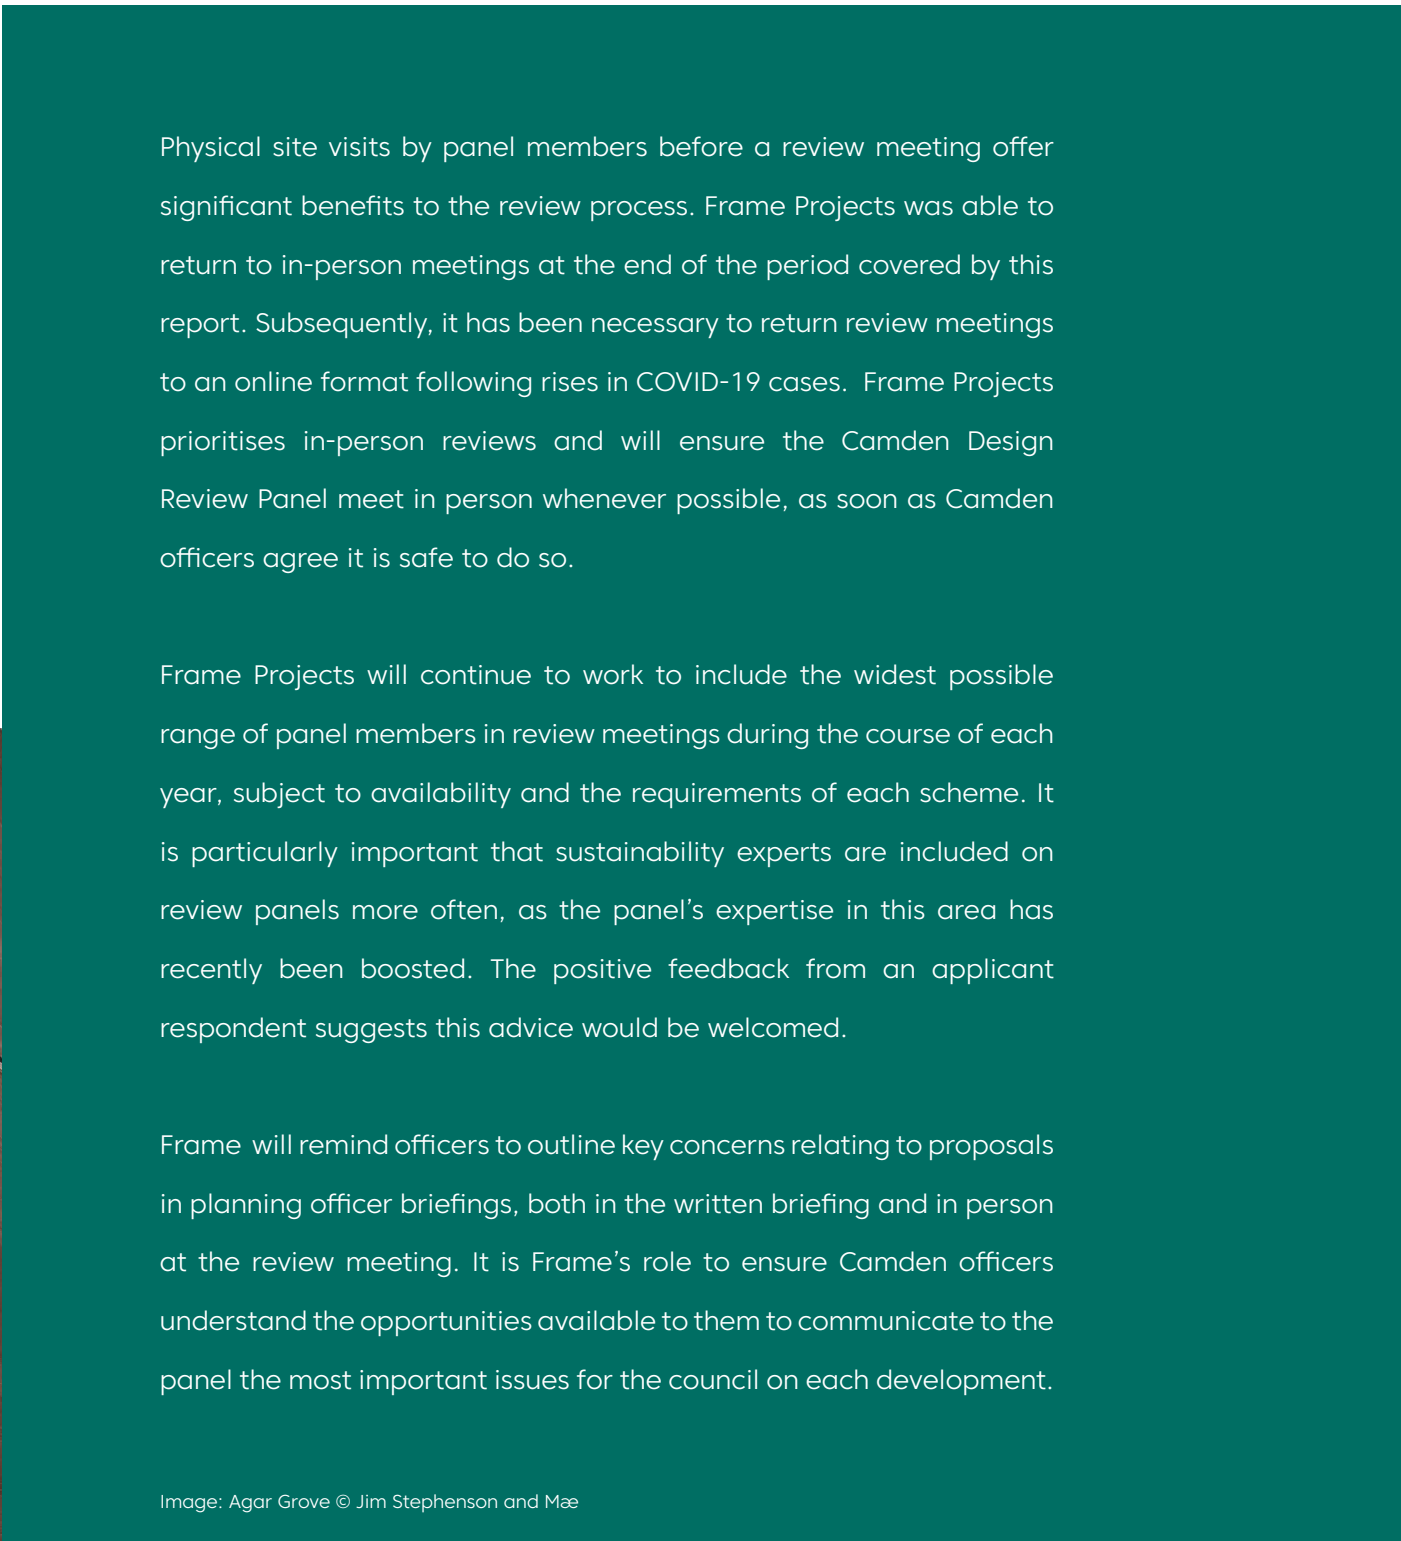 Physical site visits by panel members before a review meeting offer
significant benefits to the review process. Frame Projects was able to
return to in-person meetings at the end of the period covered by this
report. Subsequently, it has been necessary to return review meetings
to an online format following rises in COVID-19 cases.  Frame Projects
prioritises in-person reviews and will ensure the Camden Design
Review Panel meet in person whenever possible, as soon as Camden
officers agree it is safe to do so.

Frame Projects will continue to work to include the widest possible
range of panel members in review meetings during the course of each
year, subject to availability and the requirements of each scheme. It
is particularly important that sustainability experts are included on
review panels more often, as the panel’s expertise in this area has
recently been boosted. The positive feedback from an applicant
respondent suggests this advice would be welcomed.

Frame  will remind officers to outline key concerns relating to proposals
in planning officer briefings, both in the written briefing and in person
at the review meeting. It is Frame’s role to ensure Camden officers
understand the opportunities available to them to communicate to the
panel the most important issues for the council on each development.

Image: Agar Grove © Jim Stephenson and Mæ